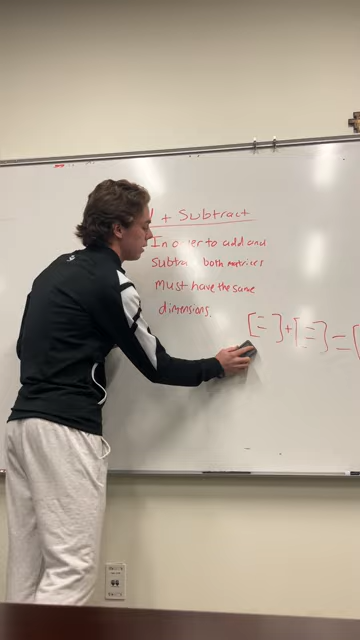 + Subtract
In order to add and
Subtra both matrices
must have the same
dimensions.
[=]+[=]=[